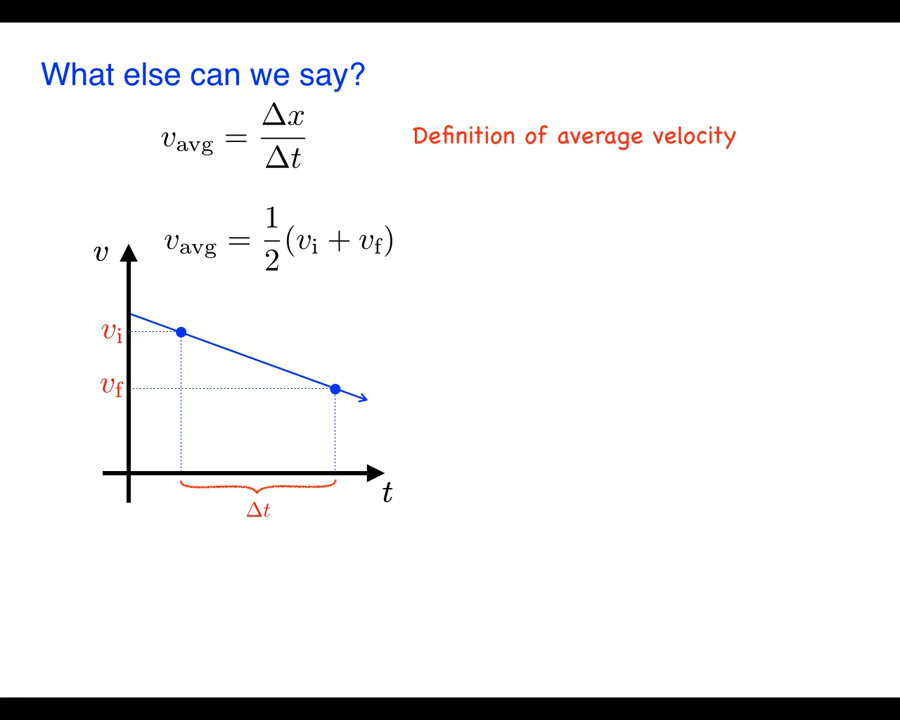 What else can we say?
v_avg = Δx/Δt
Definition of average velocity
v_avg = 1/2(v_i + v_f)
v
v_i
v_f
t
Δt